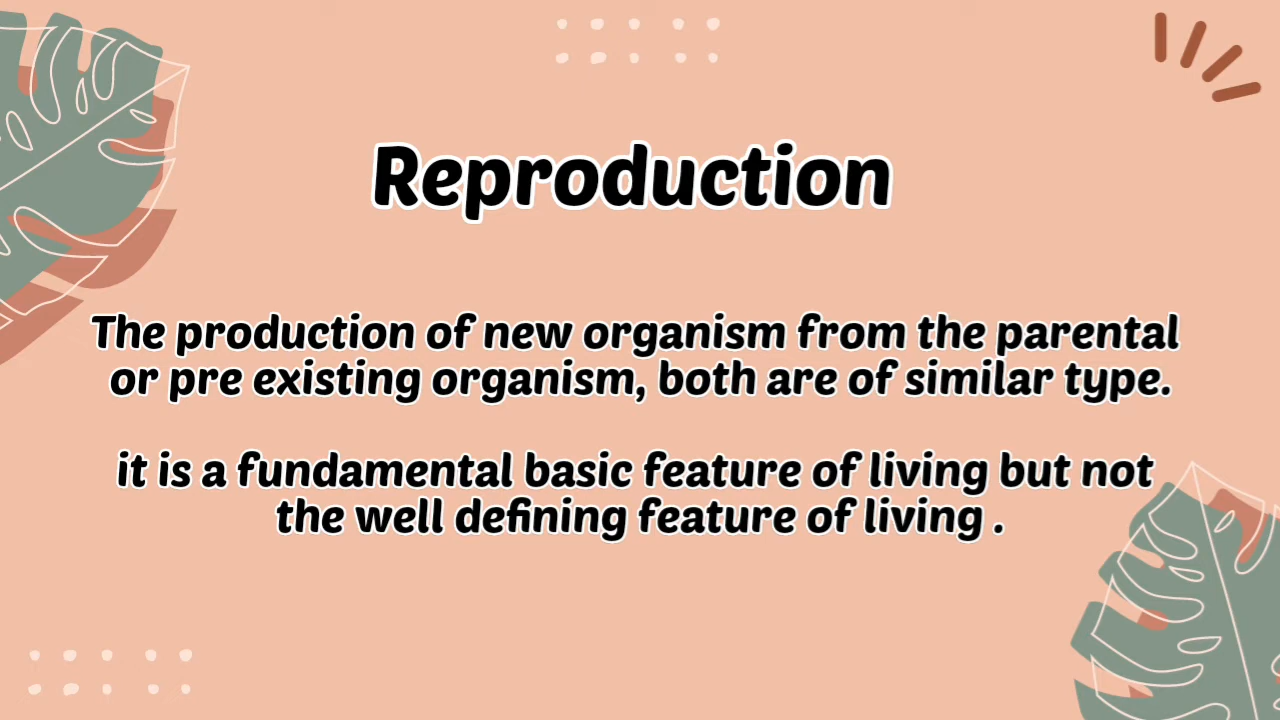 Reproduction
The production of new organism from the parental
or pre existing organism, both are of similar type.
it is a fundamental basic feature of living but not
the well defining feature of living .